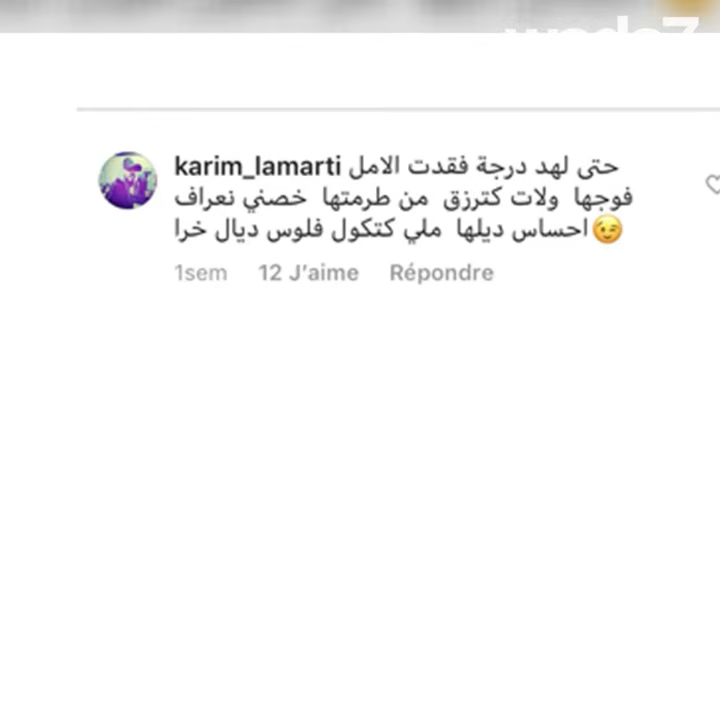 karim_lamarti حتى لهد درجة فقدت الامل
فوجها ولات كترزق من طرمتها خصني نعراف
احساس ديلها ملي كتكول فلوس ديال خرا😉
1sem 12 J’aime Répondre